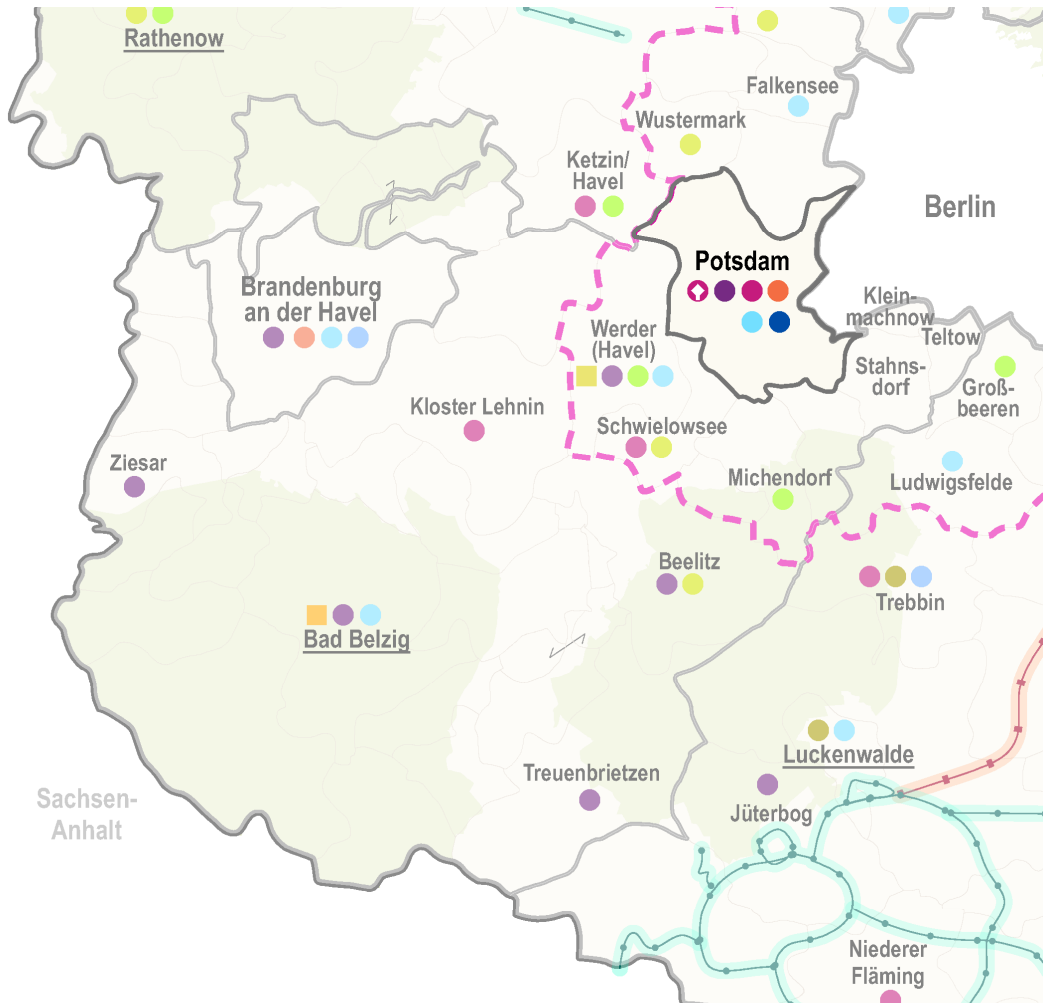 Rathenow
Falkensee
Wustermark
Ketzin/
Havel
Berlin
Potsdam
Brandenburg
an der Havel
Klein-
machnow
Teltow
Werder
(Havel)
Stahns-
dorf
Groß-
beeren
Kloster Lehnin
Schwielowsee
Ziesar
Michendorf
Ludwigsfelde
Beelitz
Trebbin
Bad Belzig
Luckenwalde
Treuenbrietzen
Jüterbog
Sachsen-
Anhalt
Niederer
Fläming